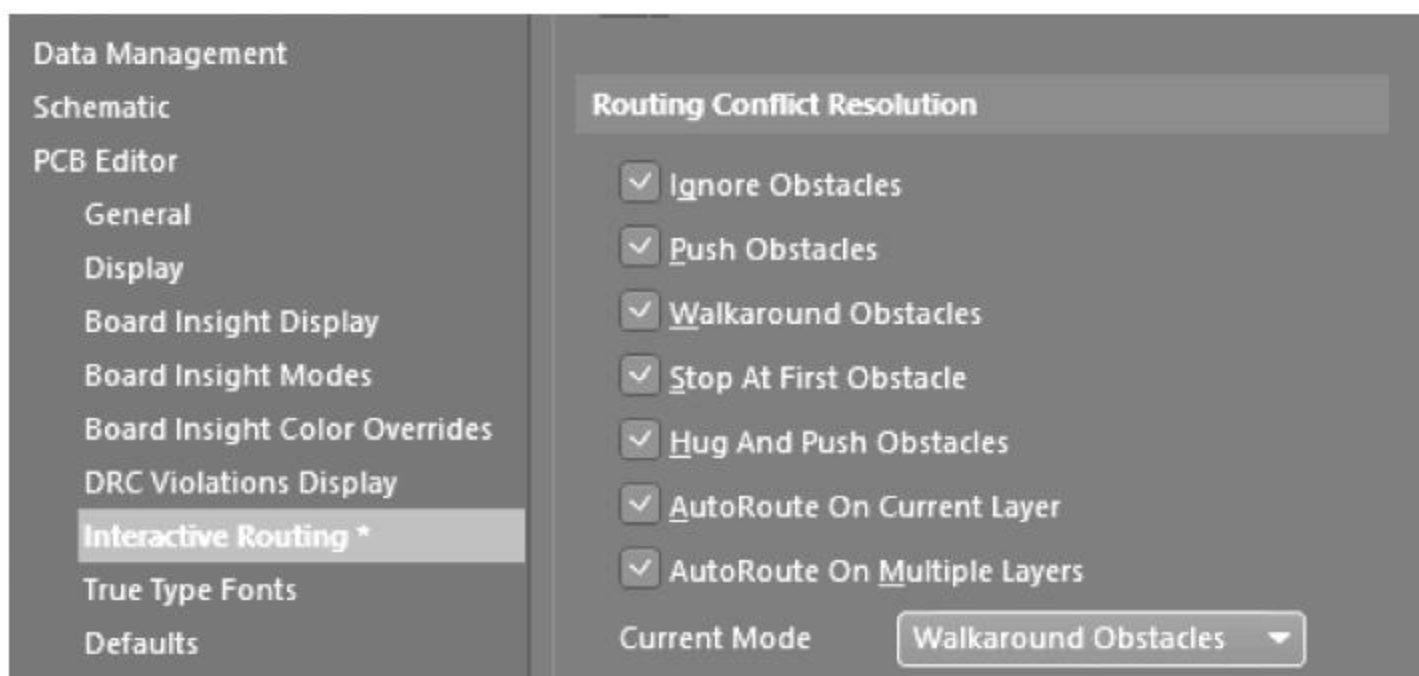 Data Management
Schematic
PCB Editor
General
Display
Board Insight Display
Board Insight Modes
Board Insight Color Overrides
DRC Violations Display
Interactive Routing *
True Type Fonts
Defaults
Routing Conflict Resolution
Ignore Obstacles
Push Obstacles
Walkaround Obstacles
Stop At First Obstacle
Hug And Push Obstacles
AutoRoute On Current Layer
AutoRoute On Multiple Layers
Current Mode Walkaround Obstacles